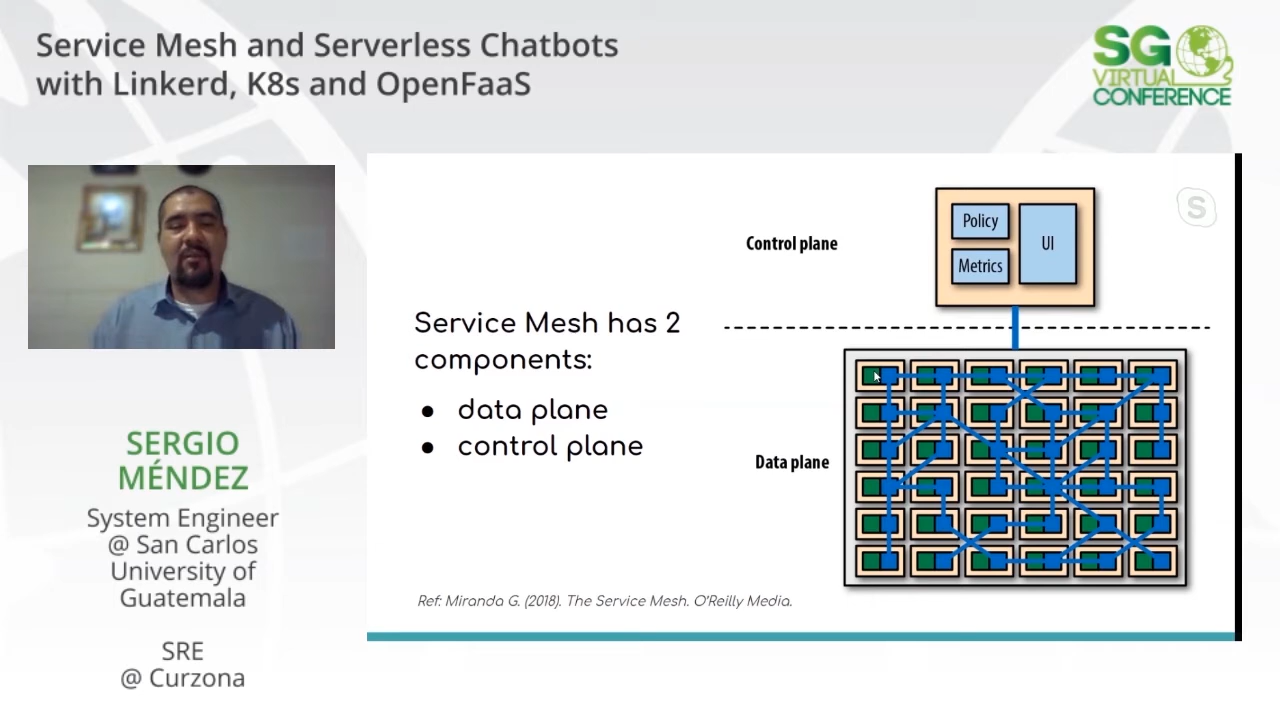 Service Mesh and Serverless Chatbots
with Linkerd, K8s and OpenFaaS
SG
VIRTUAL
CONFERENCE
SERGIO
MÉNDEZ
System Engineer
@ San Carlos
University of
Guatemala
SRE
@ Curzona
Service Mesh has 2
components:
● data plane
● control plane
Control plane
Policy
Metrics
UI
S
Data plane
Ref: Miranda G. (2018). The Service Mesh. O'Reilly Media.